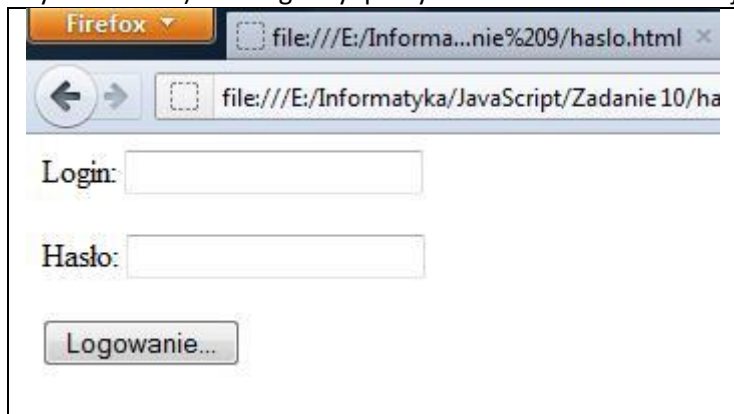 Firefox
file:///E:/Informa...nie%209/haslo.html ×
file:///E:/Informatyka/JavaScript/Zadanie 10/ha
Login:
Hasło:
Logowanie...